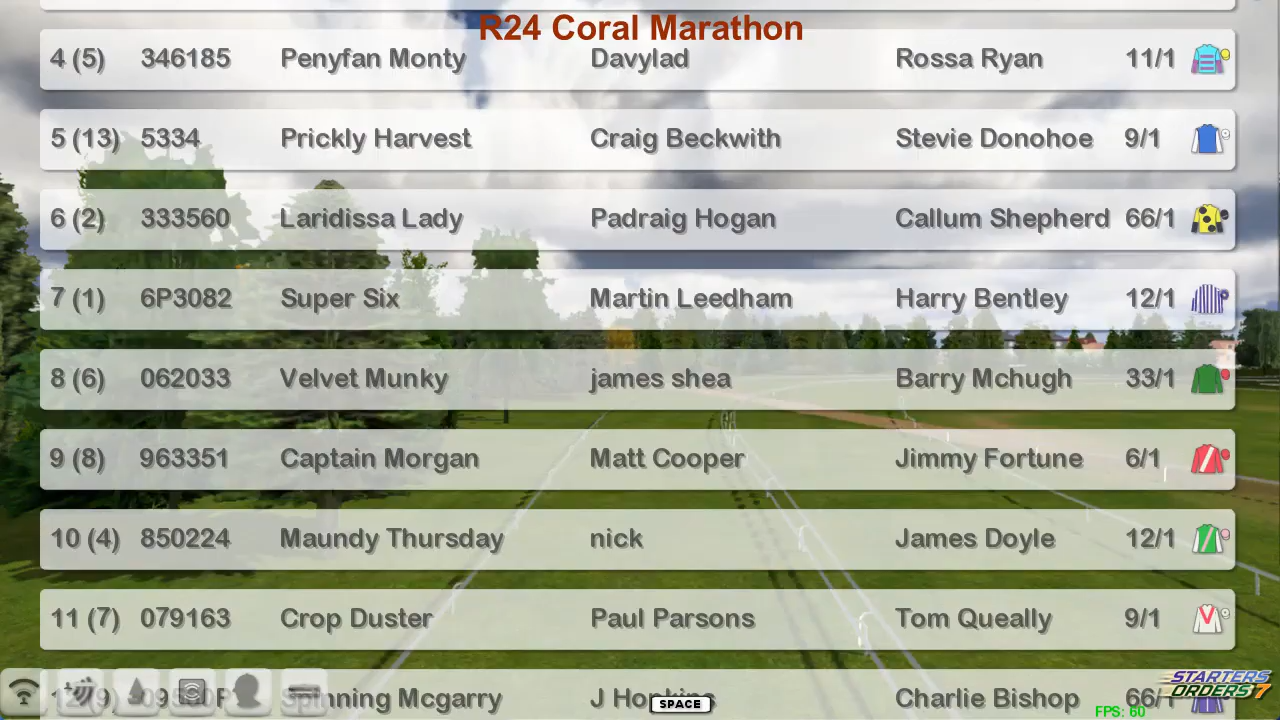 R24 Coral Marathon
4 (5) 346185 Penyfan Monty Davylad Rossa Ryan 11/1
5 (13) 5334 Prickly Harvest Craig Beckwith Stevie Donohoe 9/1
6 (2) 333560 Laridissa Lady Padraig Hogan Callum Shepherd 66/1
7 (1) 6P3082 Super Six Martin Leedham Harry Bentley 12/1
8 (6) 062033 Velvet Munky james shea Barry Mchugh 33/1
9 (8) 963351 Captain Morgan Matt Cooper Jimmy Fortune 6/1
10 (4) 850224 Maundy Thursday nick James Doyle 12/1
11 (7) 079163 Crop Duster Paul Parsons Tom Queally 9/1
Spinning Mcgarry J Hopkins Charlie Bishop 66/1
SPACE
STARTERS
ORDERS 7
FPS: 60